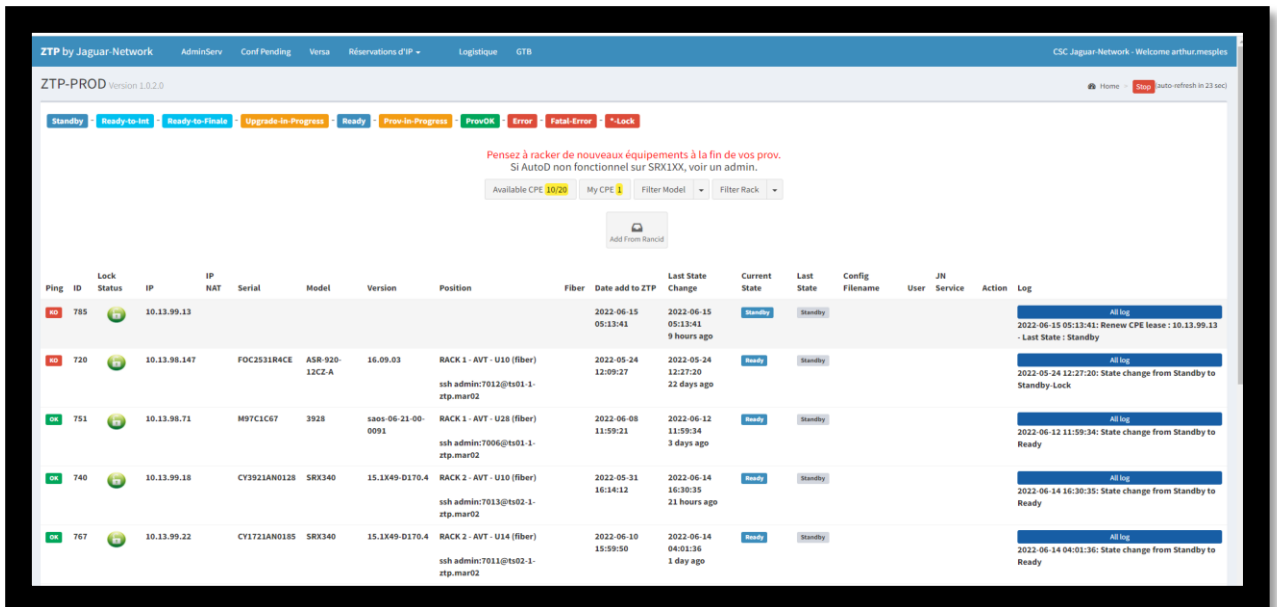 ZTP by Jaguar-Network AdminServ Conf Pending Versa Réservations d'IP Logistique GTB CSC Jaguar-Network - Welcome arthur.mesples
ZTP-PROD Version 1.0.2.0 Home - Stop (auto-refresh in 23 sec)
Standby - Ready-to-Int - Ready-to-Finale - Upgrade-in-Progress - Ready - Prov-in-Progress - ProvOK - Error - Fatal-Error - *-Lock
Pensez à racker de nouveaux équipements à la fin de vos prov.
Si AutoD non fonctionnel sur SRX1XX, voir un admin.
Available CPE 10/20 My CPE 1 Filter Model Filter Rack
Add From Rancid
Ping ID Lock Status IP IP NAT Serial Model Version Position Fiber Date add to ZTP Last State Change Current State Last State Config Filename User JN Service Action Log
KO 785 10.13.99.13 2022-06-15 05:13:41 2022-06-15 05:13:41 9 hours ago Standby Standby All log
2022-06-15 05:13:41: Renew CPE lease : 10.13.99.13
- Last State : Standby
KO 720 10.13.98.147 FOC2531R4CE ASR-920-12CZ-A 16.09.03 RACK 1 - AVT - U10 (fiber) 2022-05-24 12:09:27 2022-05-24 12:27:20 22 days ago Ready Standby All log
ssh admin:7012@ts01-1-
ztp.mar02
2022-05-24 12:27:20: State change from Standby to
Standby-Lock
OK 751 10.13.98.71 M97C1C67 3928 saos-06-21-00-0091 RACK 1 - AVT - U28 (fiber) 2022-06-08 11:59:21 2022-06-12 11:59:34 3 days ago Ready Standby All log
ssh admin:7006@ts01-1-
ztp.mar02
2022-06-12 11:59:34: State change from Standby to
Ready
OK 740 10.13.99.18 CY3921AN0128 SRX340 15.1X49-D170.4 RACK 2 - AVT - U10 (fiber) 2022-05-31 16:14:12 2022-06-14 16:30:35 21 hours ago Ready Standby All log
ssh admin:7013@ts02-1-
ztp.mar02
2022-06-14 16:30:35: State change from Standby to
Ready
OK 767 10.13.99.22 CY1721AN0185 SRX340 15.1X49-D170.4 RACK 2 - AVT - U14 (fiber) 2022-06-10 15:59:50 2022-06-14 04:01:36 1 day ago Ready Standby All log
ssh admin:7011@ts02-1-
ztp.mar02
2022-06-14 04:01:36: State change from Standby to
Ready